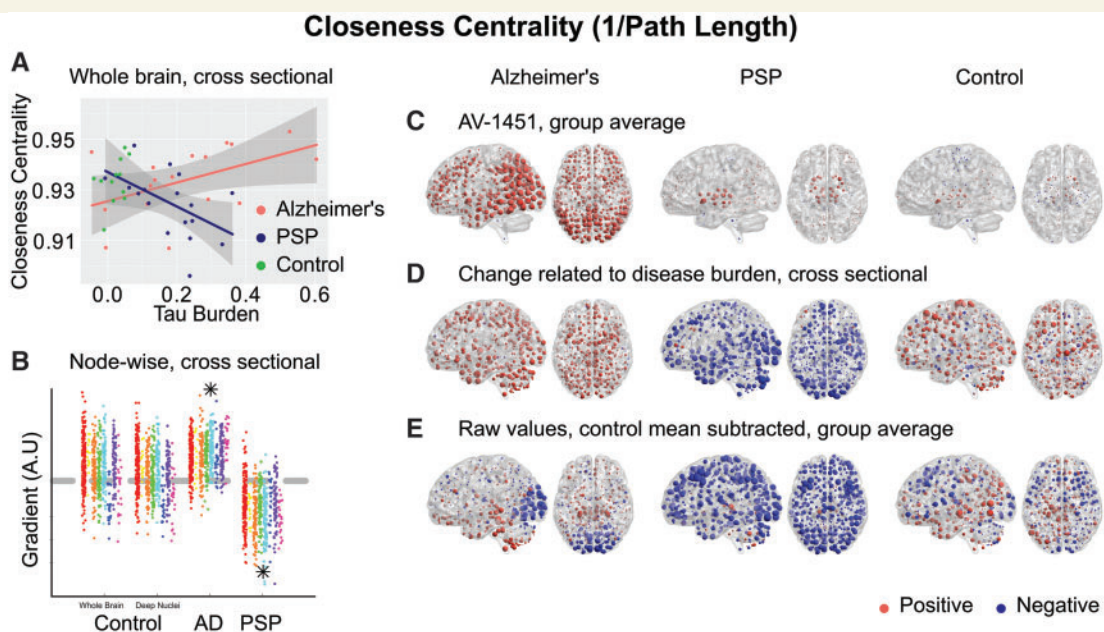 Closeness Centrality (1/Path Length)
A
Whole brain, cross sectional
Closeness Centrality
0.95
0.93
0.91
Alzheimer's
PSP
Control
0.0
0.2
0.4
0.6
Tau Burden
B
Node-wise, cross sectional
Gradient (A.U)
Whole Brain
Deep Nuclei
Control
AD
PSP
Alzheimer's
PSP
Control
C
AV-1451, group average
D
Change related to disease burden, cross sectional
E
Raw values, control mean subtracted, group average
Positive
Negative